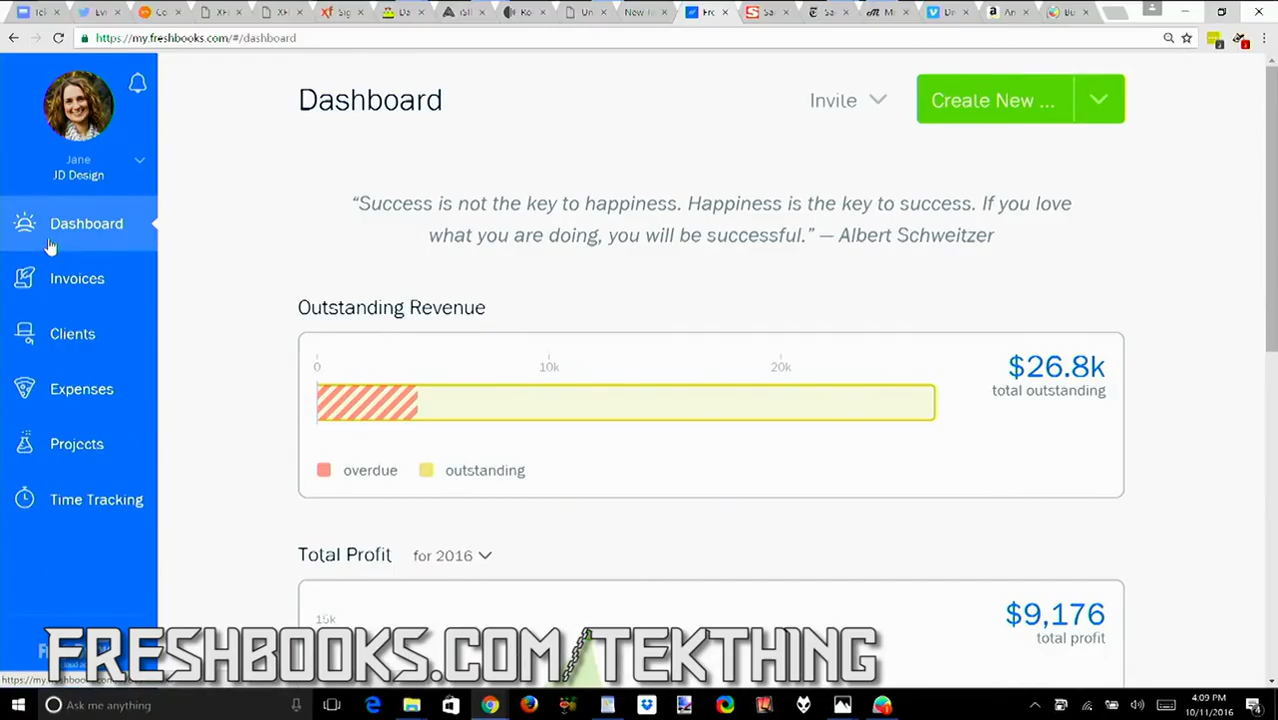 https://my.freshbooks.com/#/dashboard
Jane
JD Design
Dashboard
Invoices
Clients
Expenses
Projects
Time Tracking
Dashboard
Invite
Create New ...
“Success is not the key to happiness. Happiness is the key to success. If you love
what you are doing, you will be successful.” — Albert Schweitzer
Outstanding Revenue
0 10k 20k
$26.8k
total outstanding
overdue outstanding
Total Profit for 2016
15k
$9,176
total profit
FRESHBOOKS.COM/TEKTHING
Ask me anything
4:09 PM
10/11/2016